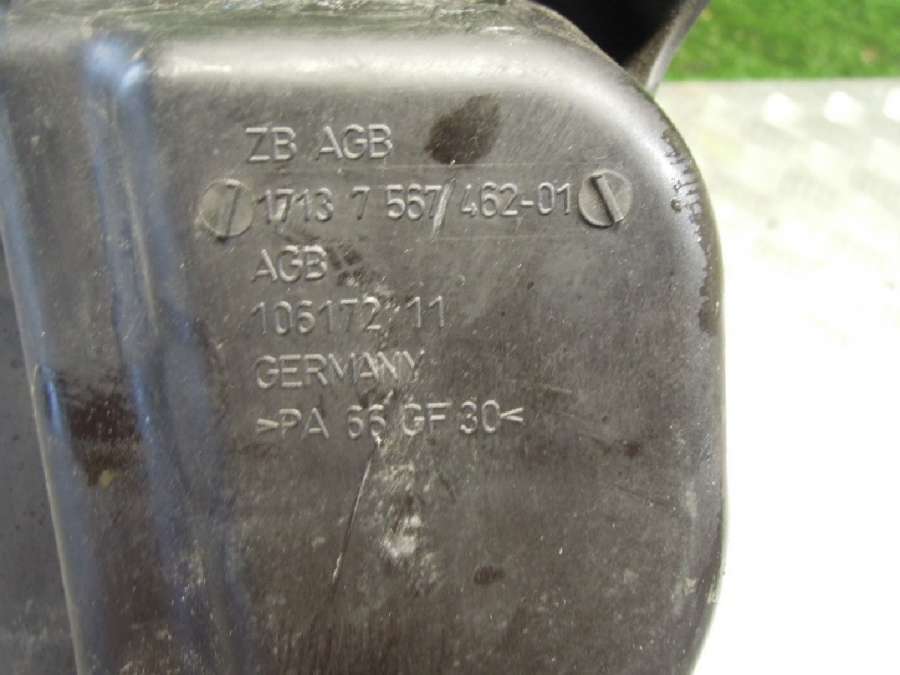 ZB AGB
1713 7 567 462-01
AGB
106172 11
GERMANY
>PA 66 GF 30<